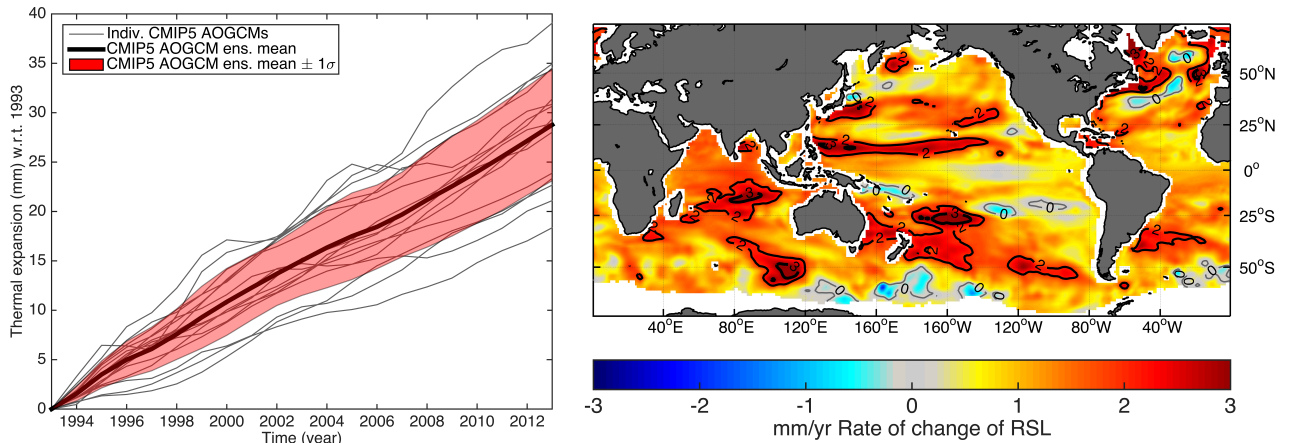 40
35
30
25
20
15
10
5
0
Thermal expansion (mm) w.r.t. 1993
Indiv. CMIP5 AOGCMs
CMIP5 AOGCM ens. mean
CMIP5 AOGCM ens. mean ± 1σ
1994 1996 1998 2000 2002 2004 2006 2008 2010 2012
Time (year)
50°N
25°N
0°
25°S
50°S
40°E 80°E 120°E 160°E 160°W 120°W 80°W 40°W
-3 -2 -1 0 1 2 3
mm/yr Rate of change of RSL